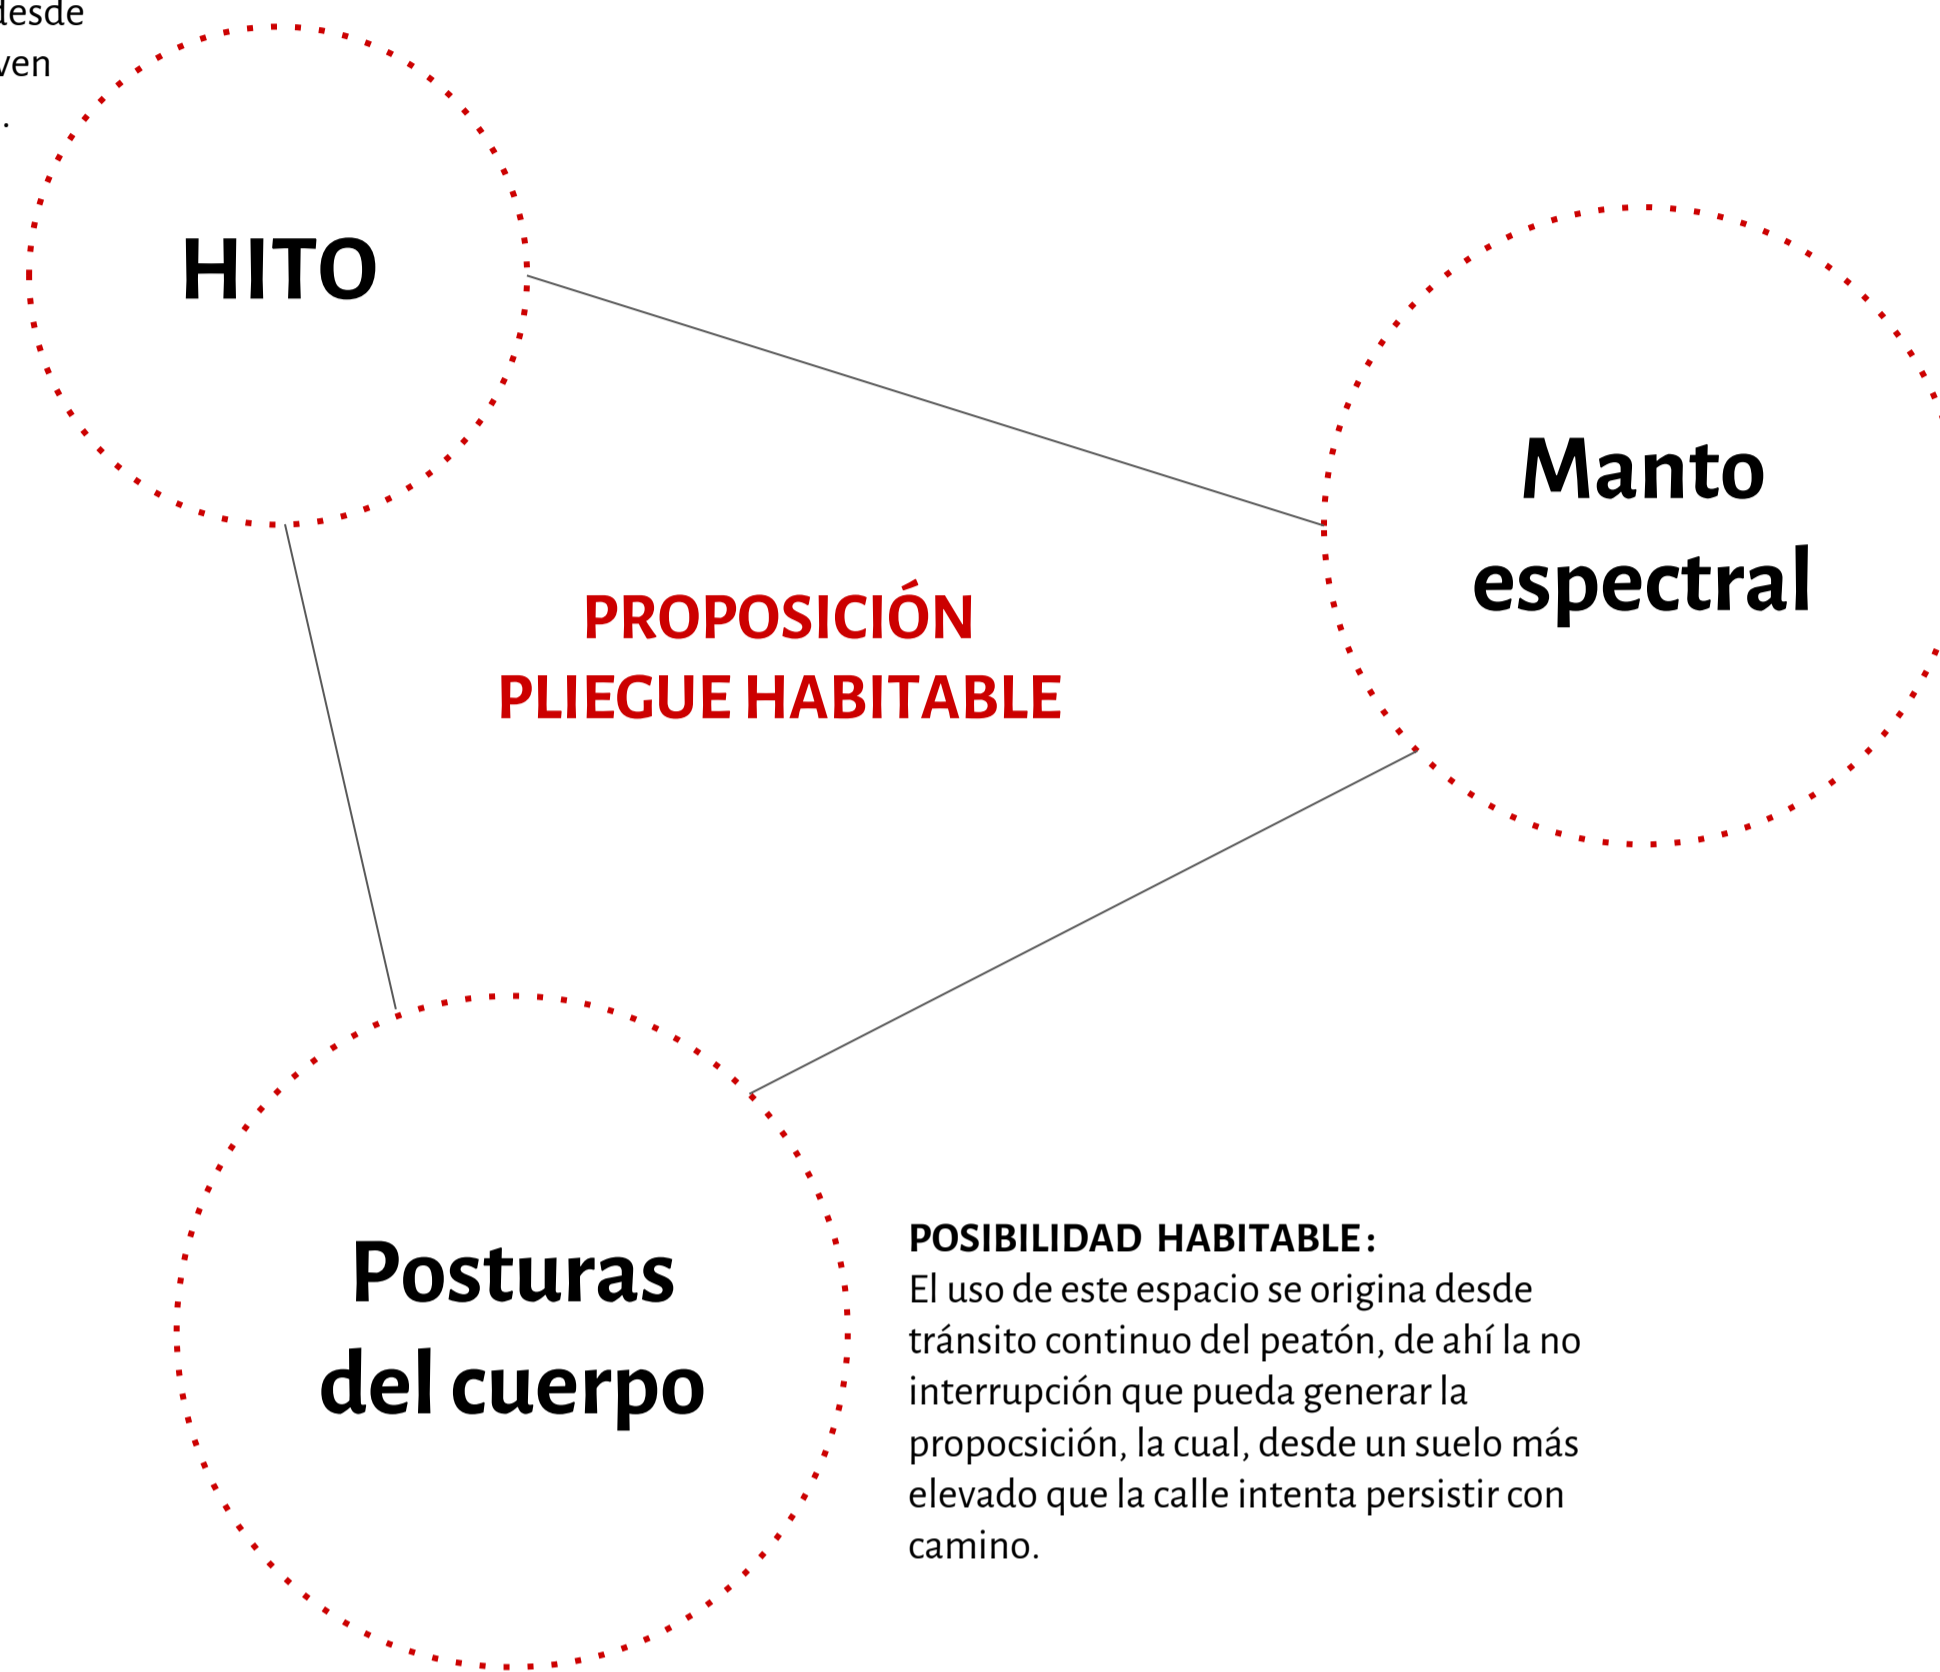 desde
ven
.
HITO
Manto
espectral
PROPOSICIÓN
PLIEGUE HABITABLE
Posturas
del cuerpo
POSIBILIDAD HABITABLE:
El uso de este espacio se origina desde
tránsito continuo del peatón, de ahí la no
interrupción que pueda generar la
propocsición, la cual, desde un suelo más
elevado que la calle intenta persistir con
camino.